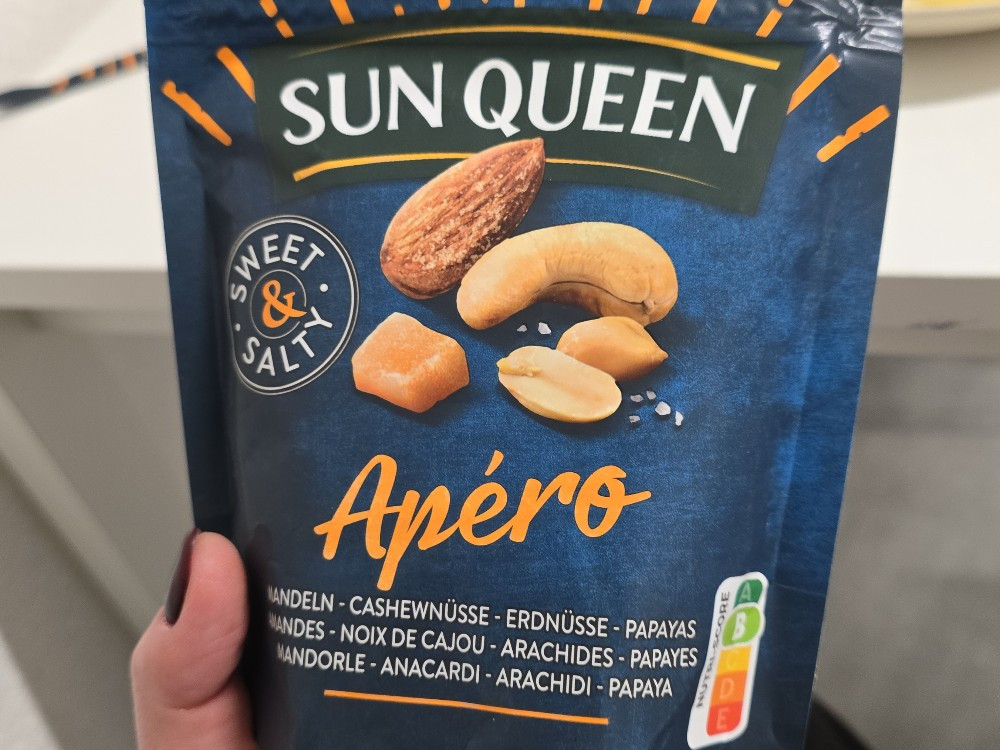 SUN QUEEN
SWEET
&
SALTY
Apéro
MANDELN - CASHEWNÜSSE - ERDNÜSSE - PAPAYAS
AMANDES - NOIX DE CAJOU - ARACHIDES - PAPAYES
MANDORLE - ANACARDI - ARACHIDI - PAPAYA
NUTRI-SCORE
A
B
C
D
E